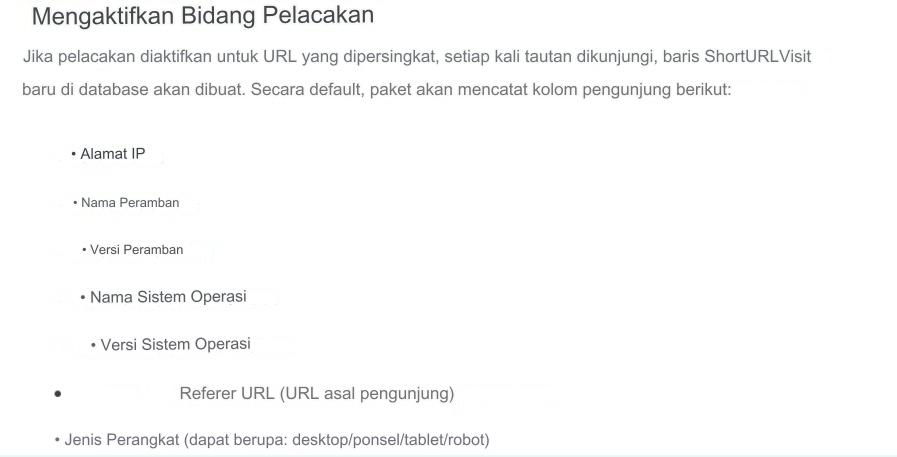 Mengaktifkan Bidang Pelacakan
Jika pelacakan diaktifkan untuk URL yang dipersingkat, setiap kali tautan dikunjungi, baris ShortURLVisit
baru di database akan dibuat. Secara default, paket akan mencatat kolom pengunjung berikut:
• Alamat IP
• Nama Peramban
• Versi Peramban
• Nama Sistem Operasi
• Versi Sistem Operasi
• Referer URL (URL asal pengunjung)
• Jenis Perangkat (dapat berupa: desktop/ponsel/tablet/robot)